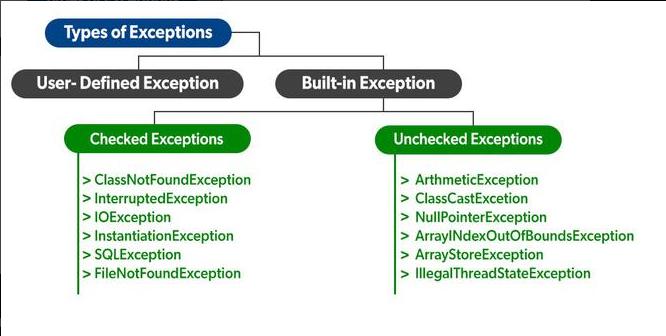 Types of Exceptions
User- Defined Exception
Built-in Exception
Checked Exceptions
> ClassNotFoundException
> InterruptedException
> IOException
> InstantiationException
> SQLException
> FileNotFoundException
Unchecked Exceptions
> ArthmeticException
> ClassCastExcetion
> NullPointerException
> ArrayINdexOutOfBoundsException
> ArrayStoreException
> IllegalThreadStateException